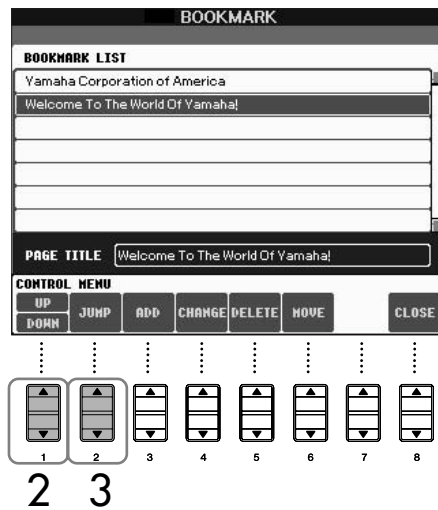 BOOKMARK
BOOKMARK LIST
Yamaha Corporation of America
Welcome To The World Of Yamaha!
PAGE TITLE Welcome To The World Of Yamaha!
CONTROL MENU
UP
DOWN
JUMP ADD CHANGE DELETE MOVE CLOSE
1 2 3 4 5 6 7 8
2 3